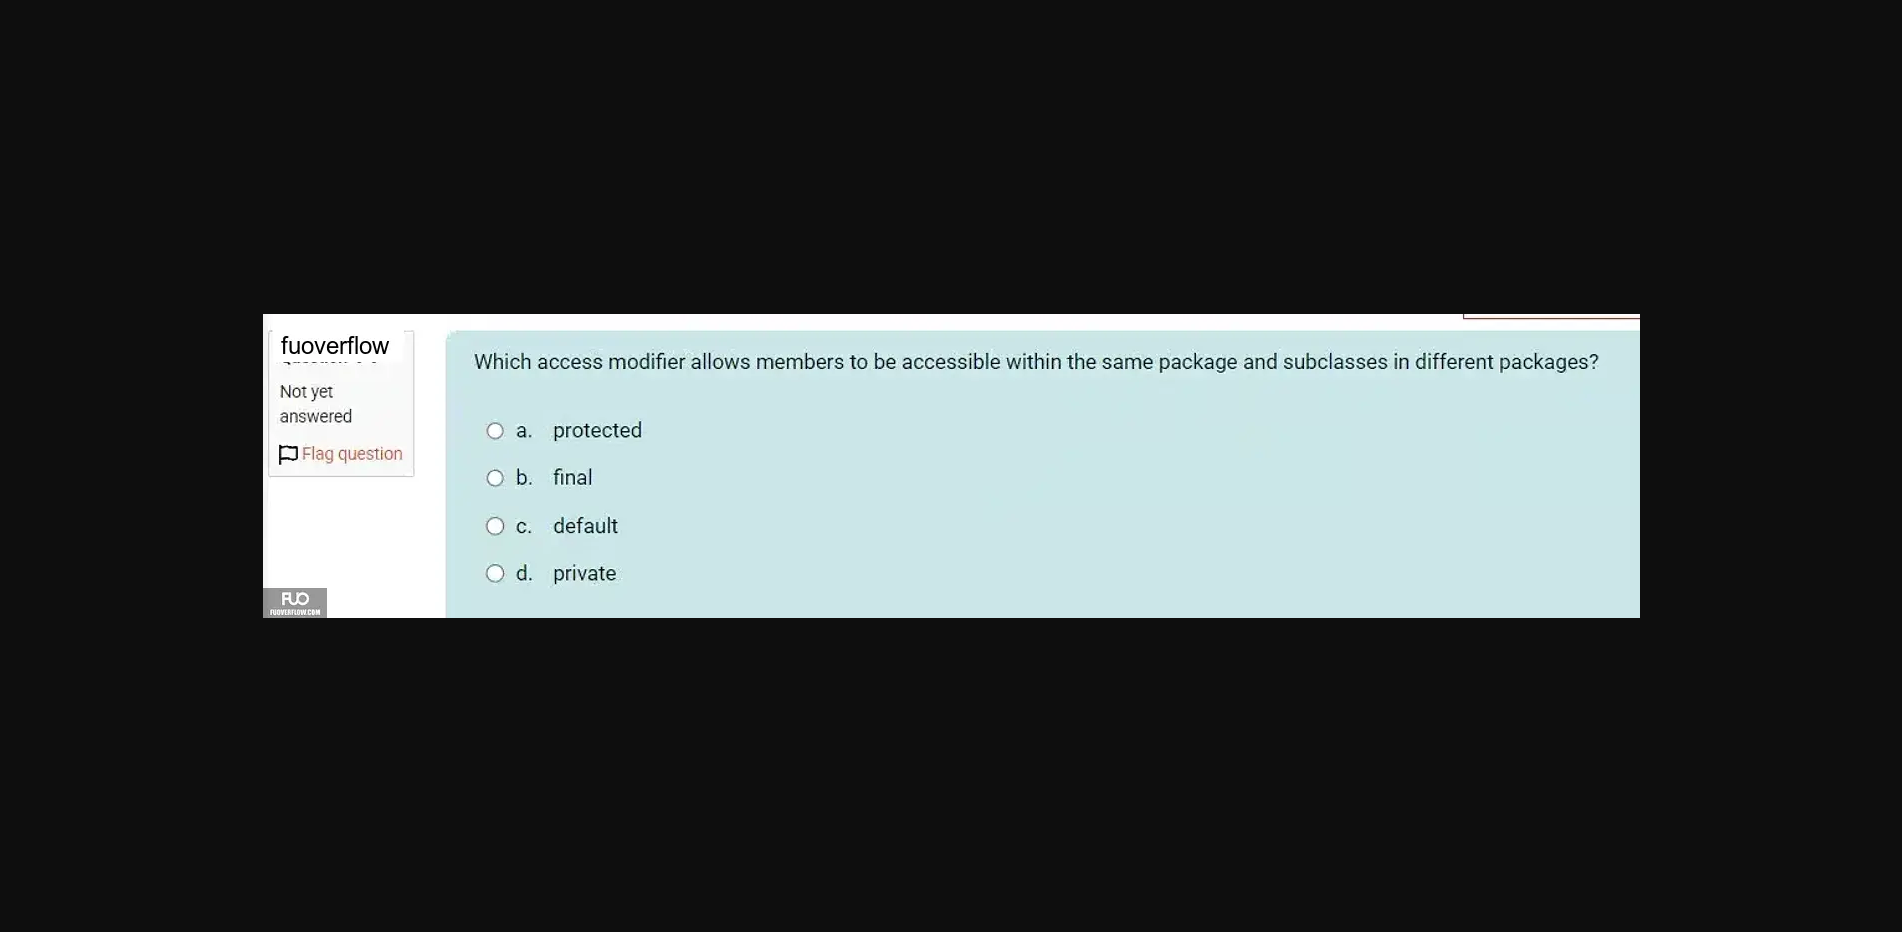 fuoverflow
Not yet
answered
Flag question
Which access modifier allows members to be accessible within the same package and subclasses in different packages?
a. protected
b. final
c. default
d. private
FUO
FUOVERFLOW.COM